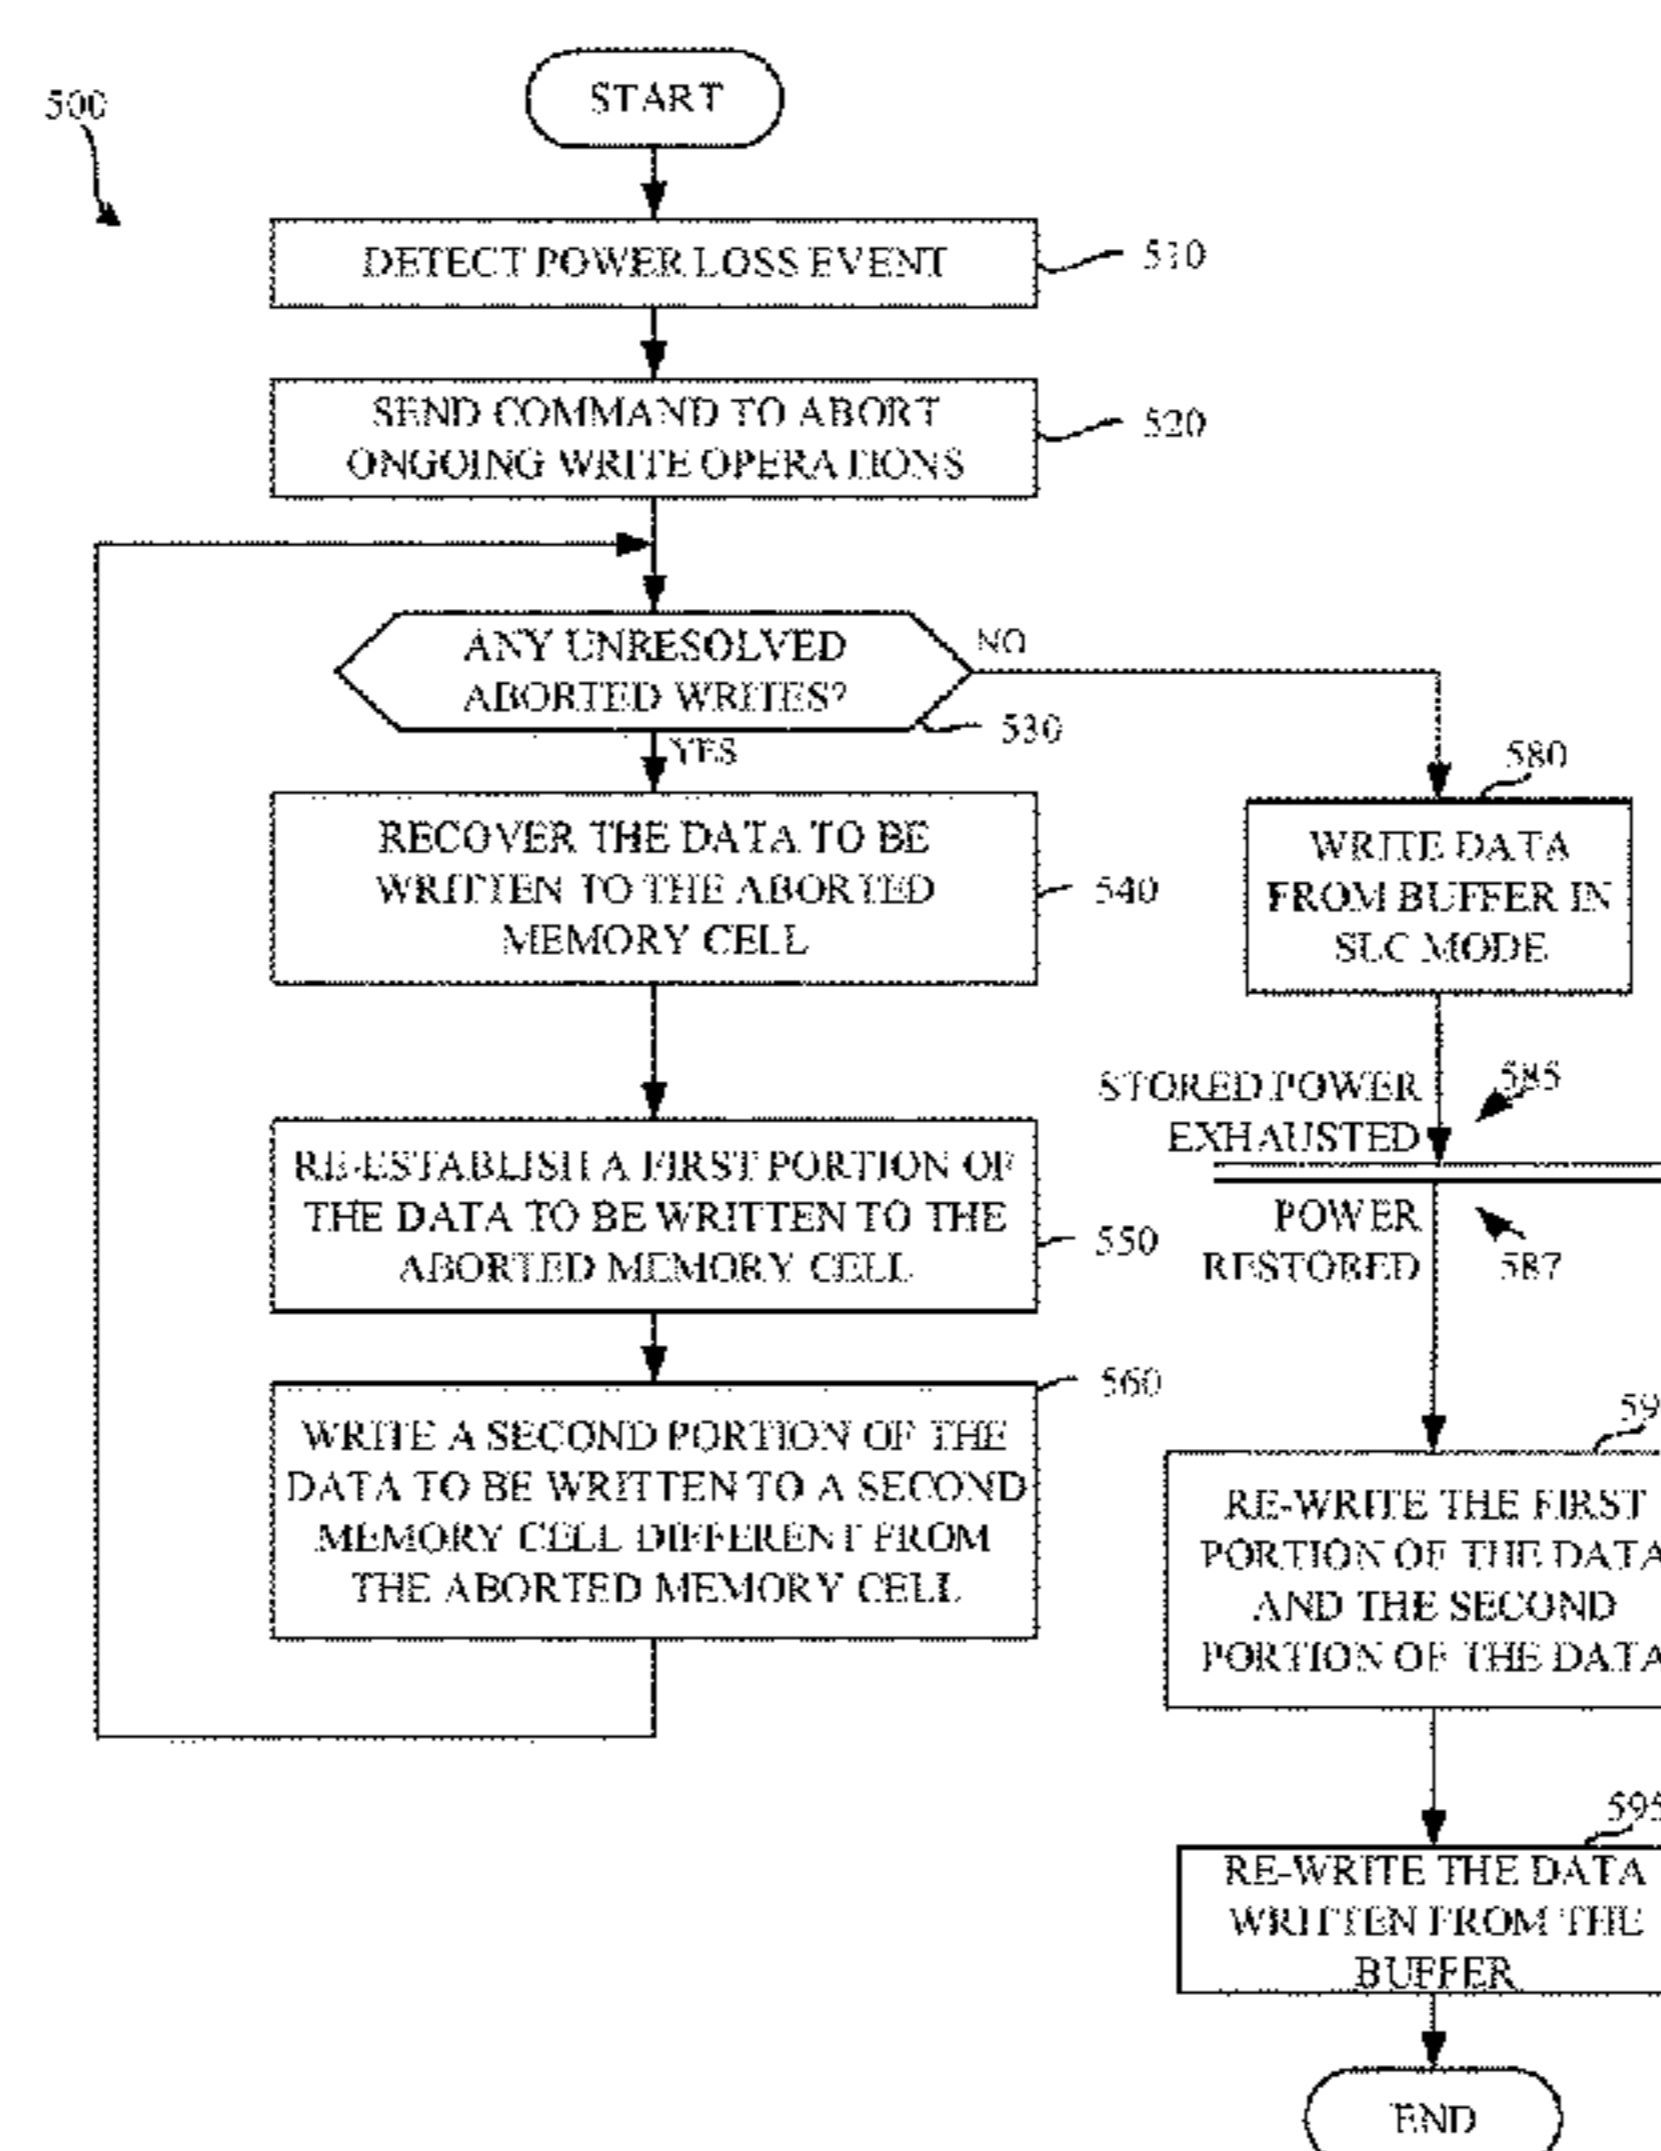 500
START
DETECT POWER LOSS EVENT
510
SEND COMMAND TO ABORT
ONGOING WRITE OPERATIONS
520
ANY UNRESOLVED
ABORTED WRITES?
NO
530
YES
RECOVER THE DATA TO BE
WRITTEN TO THE ABORTED
MEMORY CELL
540
RE-ESTABLISH A FIRST PORTION OF
THE DATA TO BE WRITTEN TO THE
ABORTED MEMORY CELL
550
WRITE A SECOND PORTION OF THE
DATA TO BE WRITTEN TO A SECOND
MEMORY CELL DIFFERENT FROM
THE ABORTED MEMORY CELL
560
580
WRITE DATA
FROM BUFFER IN
SLC MODE
STORED POWER
EXHAUSTED
585
POWER
RESTORED
587
RE-WRITE THE FIRST
PORTION OF THE DATA
AND THE SECOND
PORTION OF THE DATA
595
RE-WRITE THE DATA
WRITTEN FROM THE
BUFFER
END